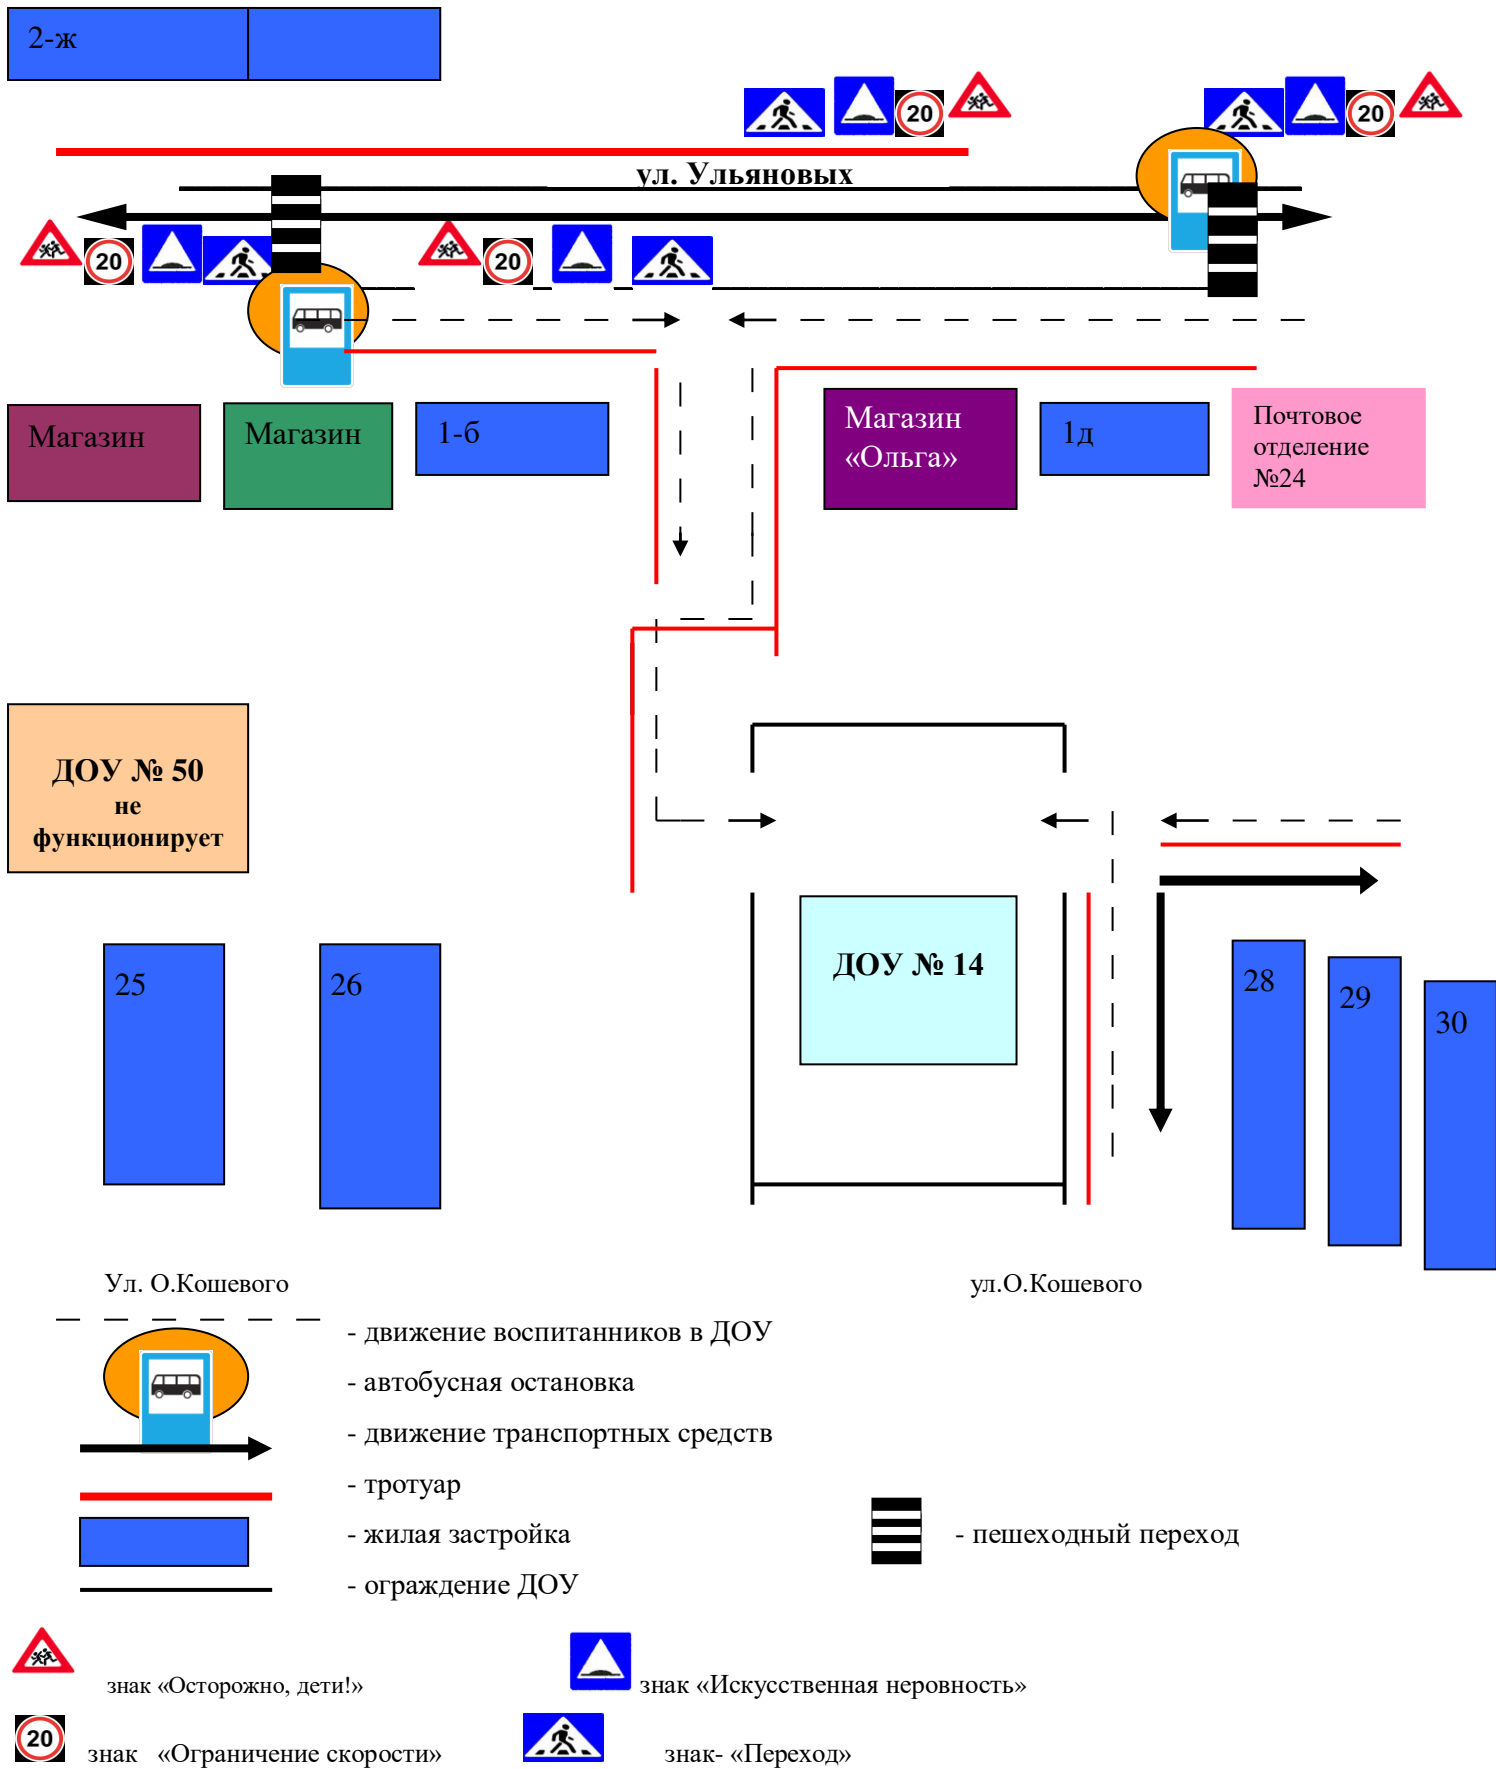 2-ж
20
20
ул. Ульяновых
20
20
Магазин
Магазин
1-б
Магазин
«Ольга»
1д
Почтовое
отделение
№24
ДОУ № 50
не
функционирует
ДОУ № 14
25
26
28
29
30
Ул. О.Кошевого
ул.О.Кошевого
- движение воспитанников в ДОУ
- автобусная остановка
- движение транспортных средств
- тротуар
- жилая застройка
- пешеходный переход
- ограждение ДОУ
знак «Осторожно, дети!»
знак «Искусственная неровность»
20
знак «Ограничение скорости»
знак- «Переход»